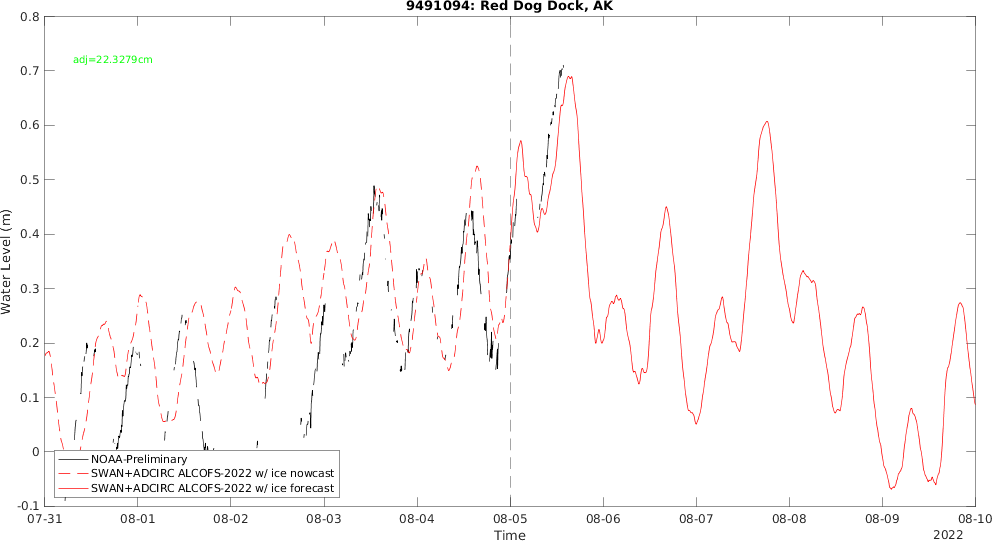 9491094: Red Dog Dock, AK
adj=22.3279cm
0.8
0.7
0.6
0.5
0.4
0.3
0.2
0.1
0
-0.1
Water Level (m)
NOAA-Preliminary
SWAN+ADCIRC ALCOFS-2022 w/ ice nowcast
SWAN+ADCIRC ALCOFS-2022 w/ ice forecast
07-31 08-01 08-02 08-03 08-04 08-05 08-06 08-07 08-08 08-09 08-10
Time
2022